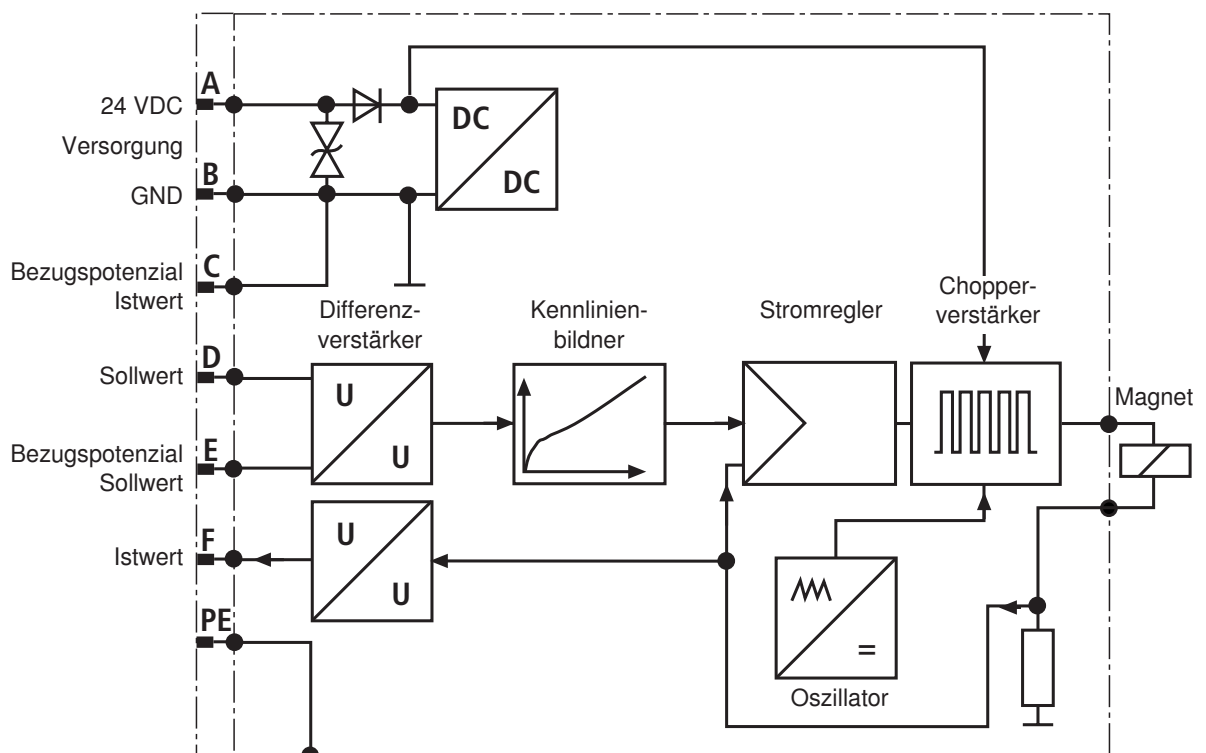 A
24 VDC
Versorgung
B
GND
DC
DC
C
Bezugspotenzial
Istwert
Differenz-
verstärker
Kennlinien-
bildner
Stromregler
Chopper-
verstärker
D
Sollwert
U
U
Magnet
E
Bezugspotenzial
Sollwert
F
Istwert
U
U
PE
=
Oszillator